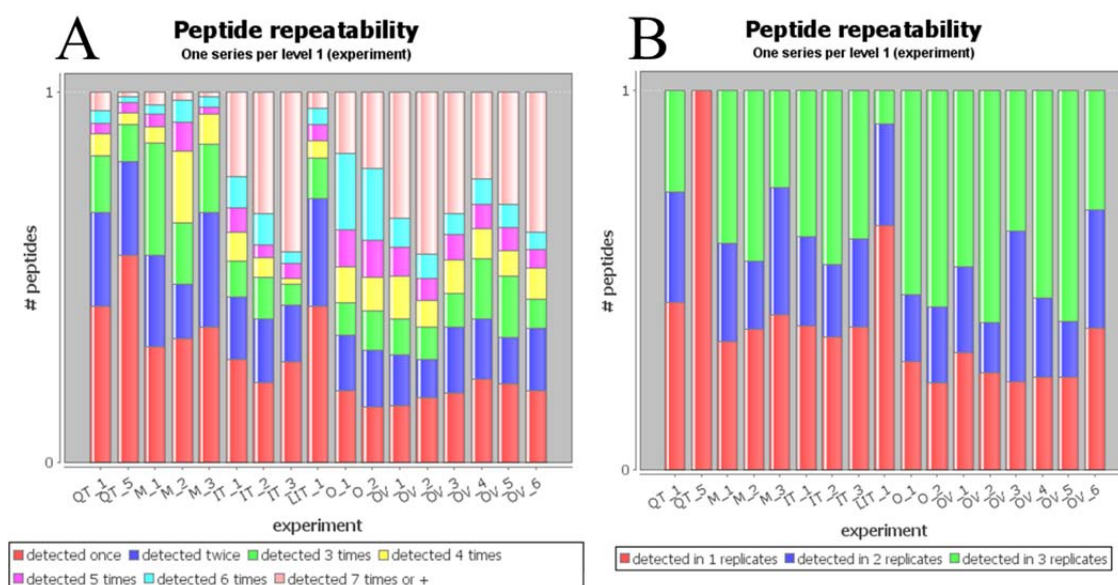 A
Peptide repeatability
One series per level 1 (experiment)
# peptides
1
0
QT_1
QT_5
M_1
M_2
M_3
IT_1
IT_2
IT_3
LIT_1
O_1
O_2
OV_1
OV_2
OV_3
OV_4
OV_5
OV_6
experiment
detected once detected twice detected 3 times detected 4 times
detected 5 times detected 6 times detected 7 times or +
B
Peptide repeatability
One series per level 1 (experiment)
# peptides
1
0
QT_1
QT_5
M_1
M_2
M_3
IT_1
IT_2
IT_3
LIT_1
O_1
O_2
OV_1
OV_2
OV_3
OV_4
OV_5
OV_6
experiment
detected in 1 replicates detected in 2 replicates detected in 3 replicates